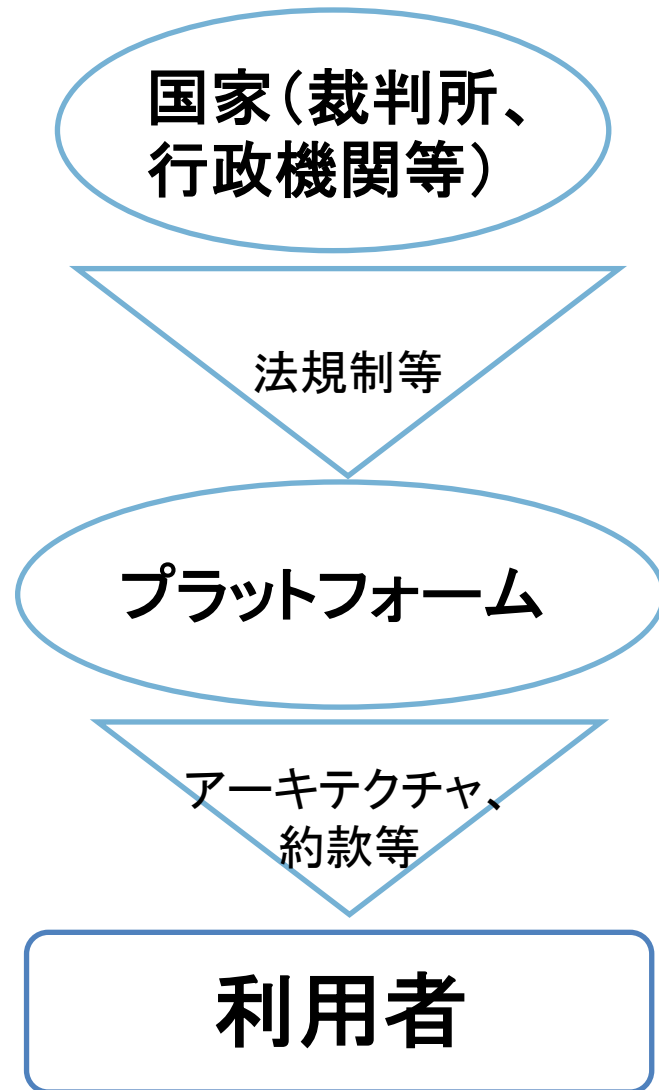 国家（裁判所、
行政機関等）
法規制等
プラットフォーム
アーキテクチャ、
約款等
利用者